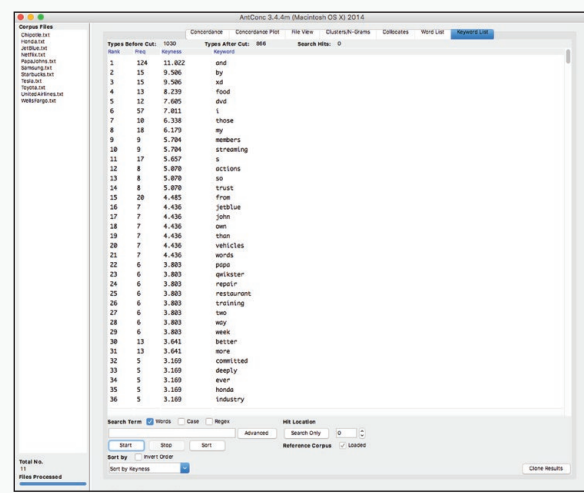 AntConc 3.4.4m (Macintosh OS X) 2014
Corpus Files
Chipotle.txt
Honda.txt
JetBlue.txt
Netflix.txt
PapaJohns.txt
Samsung.txt
Starbucks.txt
Tesla.txt
Toyota.txt
UnitedAirlines.txt
WellsFargo.txt
Concordance Concordance Plot File View Clusters/N-Grams Collocates Word List Keyword List
Types Before Cut: 1030 Types After Cut: 866 Search Hits: 0
Rank Freq Keyness Keyword
1 124 11.022 and
2 15 9.506 by
3 15 9.506 xd
4 13 8.239 food
5 12 7.605 dvd
6 57 7.011 i
7 10 6.338 those
8 18 6.179 my
9 9 5.704 members
10 9 5.704 streaming
11 17 5.657 s
12 8 5.070 actions
13 8 5.070 so
14 8 5.070 trust
15 20 4.485 from
16 7 4.436 jetblue
17 7 4.436 john
18 7 4.436 own
19 7 4.436 than
20 7 4.436 vehicles
21 7 4.436 words
22 6 3.803 papa
23 6 3.803 qwikster
24 6 3.803 repair
25 6 3.803 restaurant
26 6 3.803 training
27 6 3.803 two
28 6 3.803 way
29 6 3.803 week
30 13 3.641 better
31 13 3.641 more
32 5 3.169 committed
33 5 3.169 deeply
34 5 3.169 ever
35 5 3.169 honda
36 5 3.169 industry
Search Term Words Case Regex Hit Location
Advanced Search Only 0
Start Stop Sort Reference Corpus Loaded
Sort by Invert Order
Sort by Keyness
Clone Results
Total No.
11
Files Processed